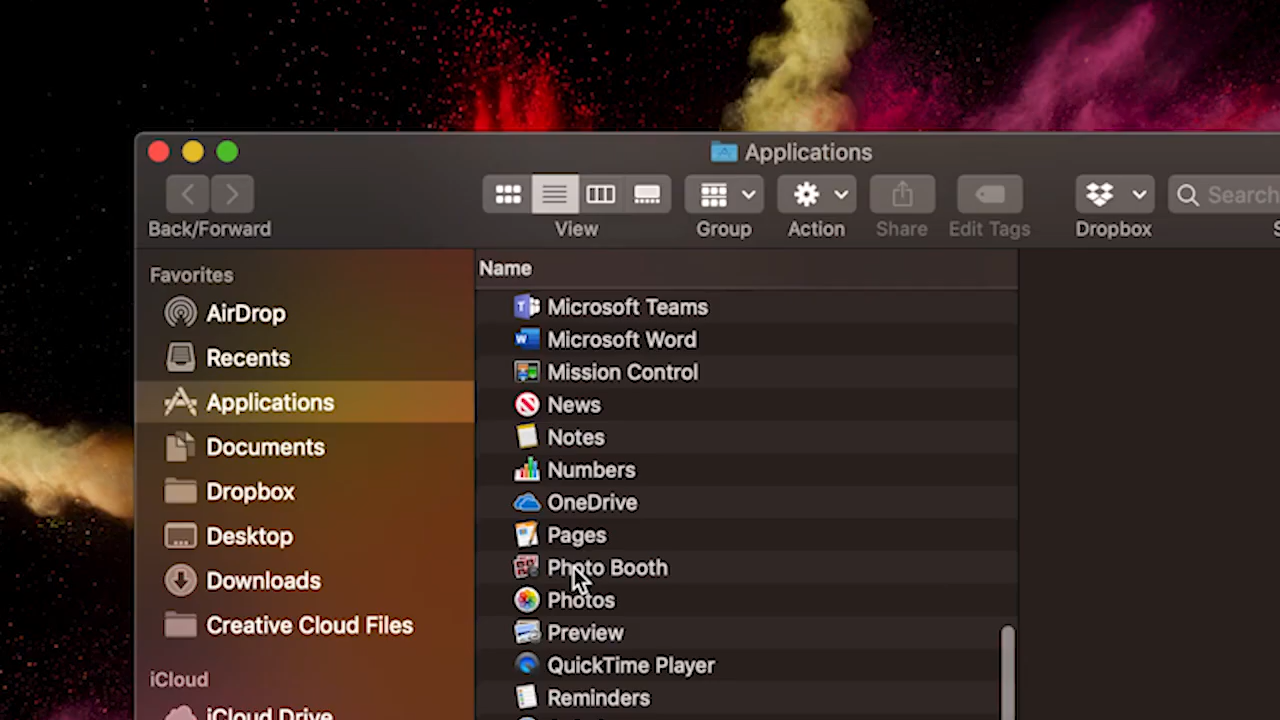 Applications
Back/Forward
View
Group
Action
Share
Edit Tags
Dropbox
Search
Favorites
AirDrop
Recents
Applications
Documents
Dropbox
Desktop
Downloads
Creative Cloud Files
iCloud
iCloud Drive
Name
Microsoft Teams
Microsoft Word
Mission Control
News
Notes
Numbers
OneDrive
Pages
Photo Booth
Photos
Preview
QuickTime Player
Reminders